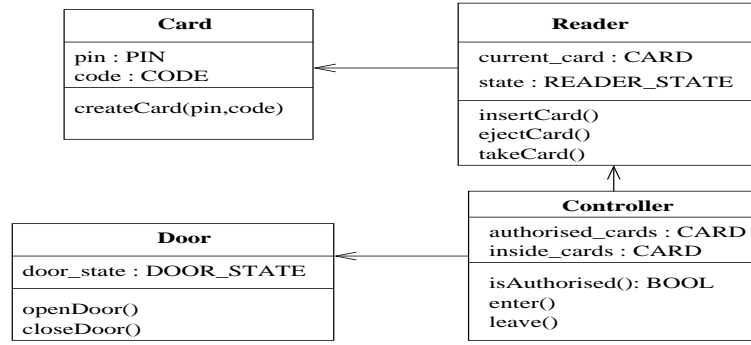 Card
pin : PIN
code : CODE
createCard(pin,code)
Reader
current_card : CARD
state : READER_STATE
insertCard()
ejectCard()
takeCard()
Door
door_state : DOOR_STATE
openDoor()
closeDoor()
Controller
authorised_cards : CARD
inside_cards : CARD
isAuthorised(): BOOL
enter()
leave()